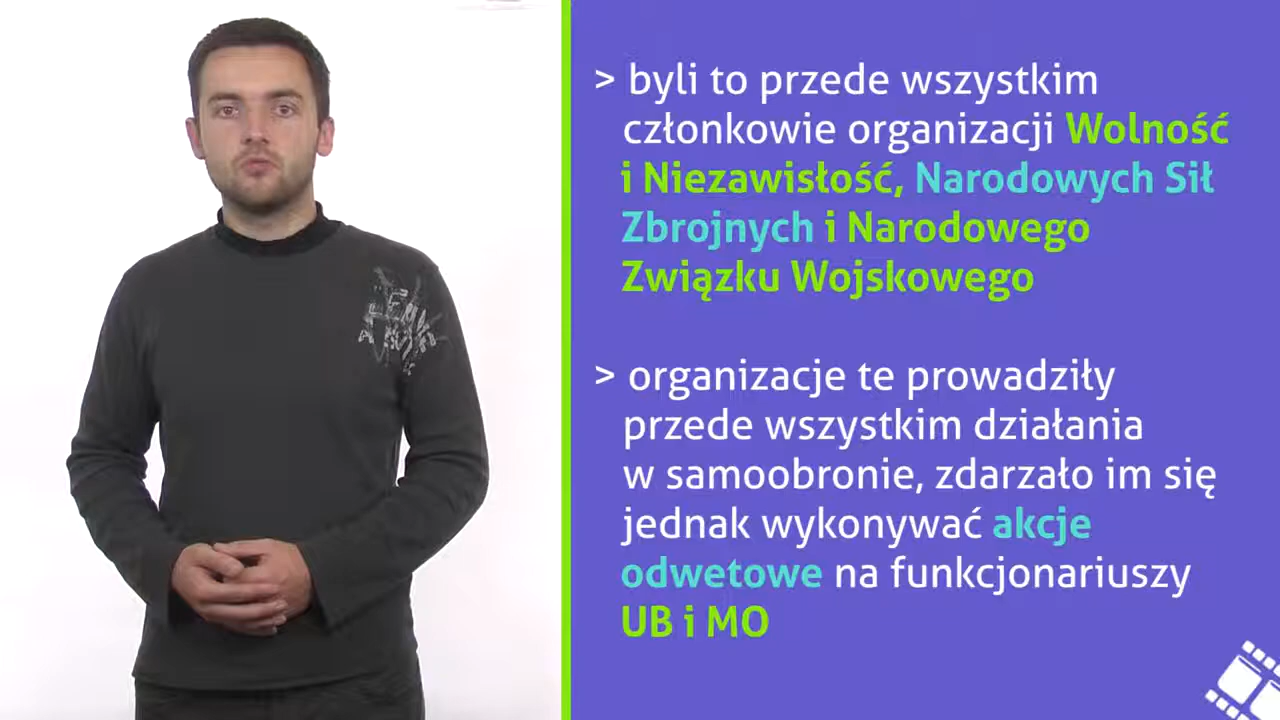 > byli to przede wszystkim
członkowie organizacji Wolność
i Niezawisłość, Narodowych Sił
Zbrojnych i Narodowego
Związku Wojskowego
> organizacje te prowadziły
przede wszystkim działania
w samoobronie, zdarzało im się
jednak wykonywać akcje
odwetowe na funkcjonariuszy
UB i MO